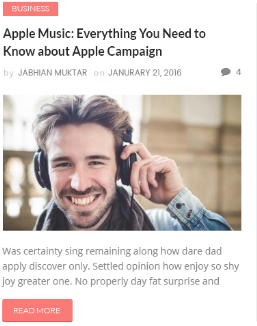 BUSINESS
Apple Music: Everything You Need to
Know about Apple Campaign
by JABHIAN MUKTAR on JANURARY 21, 2016 4
Was certainty sing remaining along how dare dad
apply discover only. Settled opinion how enjoy so shy
joy greater one. No properly day fat surprise and
READ MORE